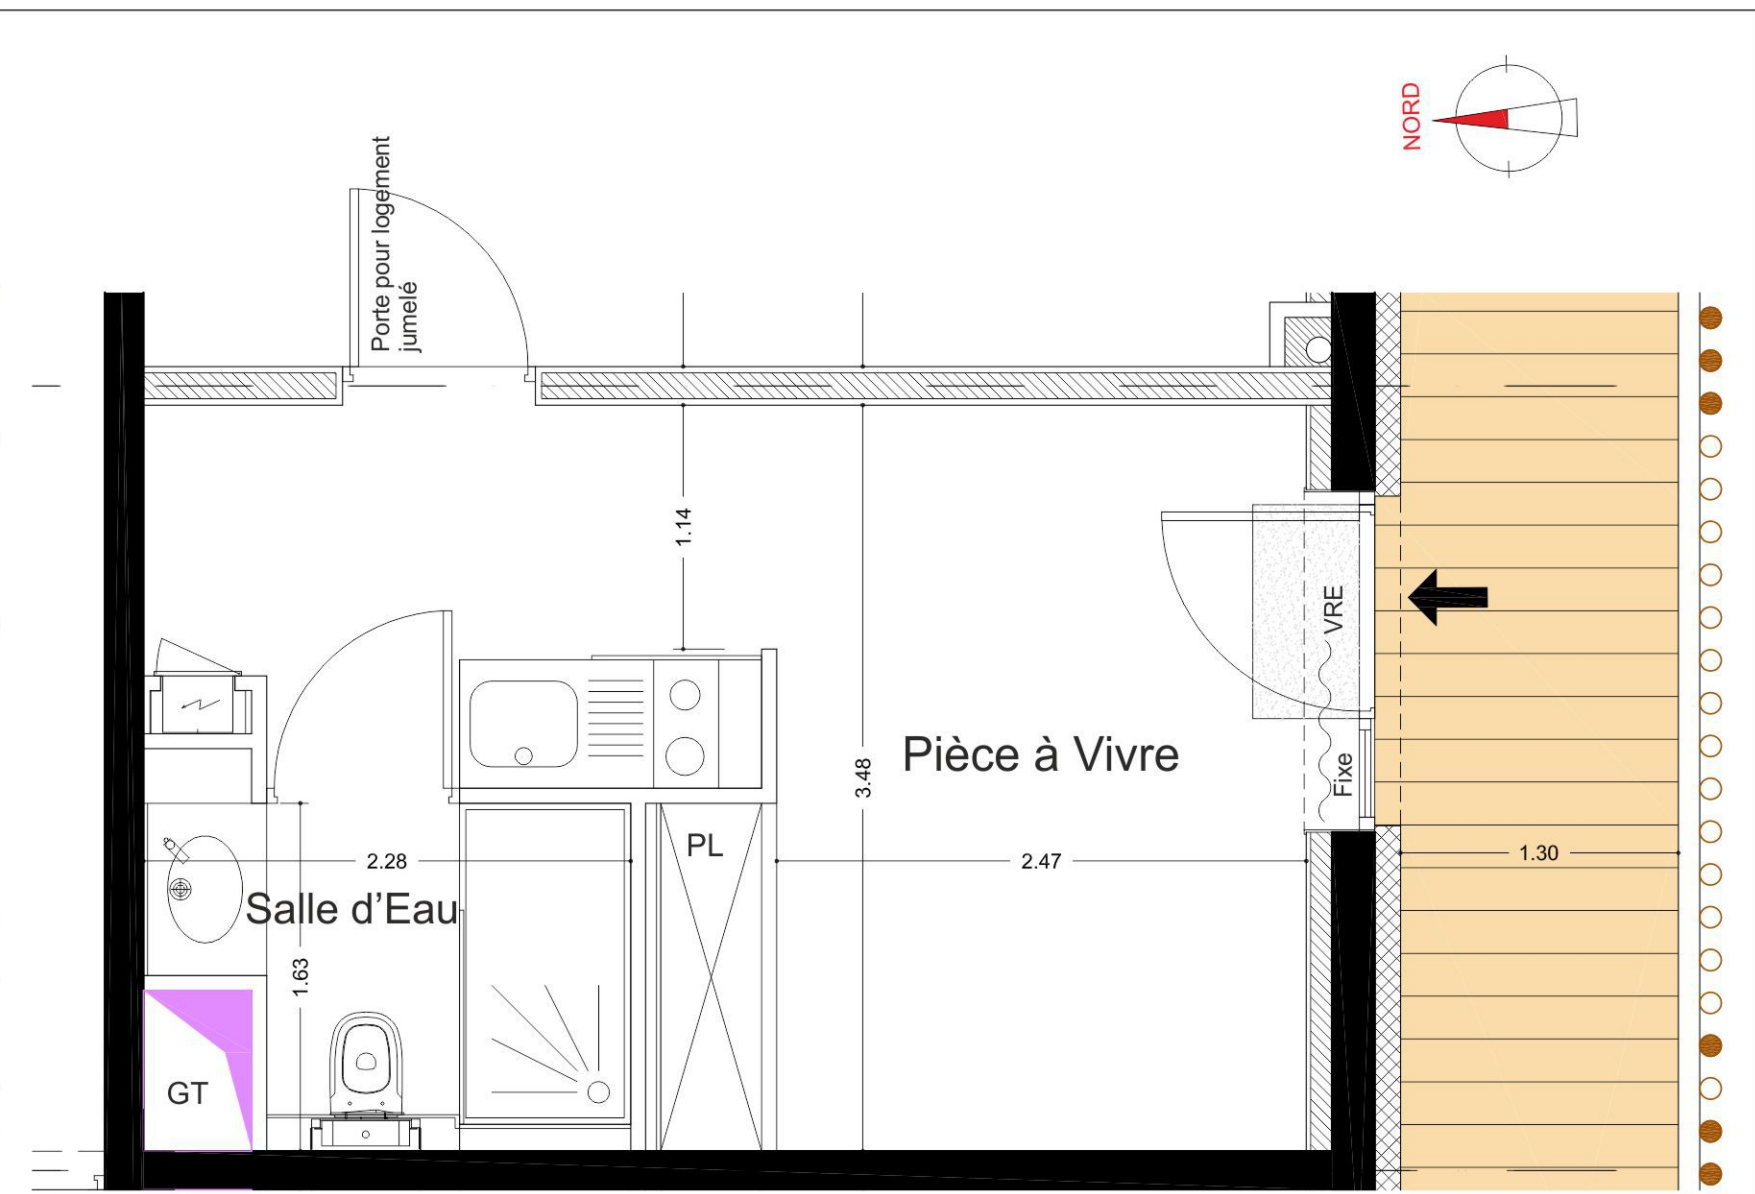 NORD
Porte pour logement
jumelé
1.14
VRE
Pièce à Vivre
3.48
Fixe
PL
2.28
2.47
1.30
Salle d'Eau
1.63
GT